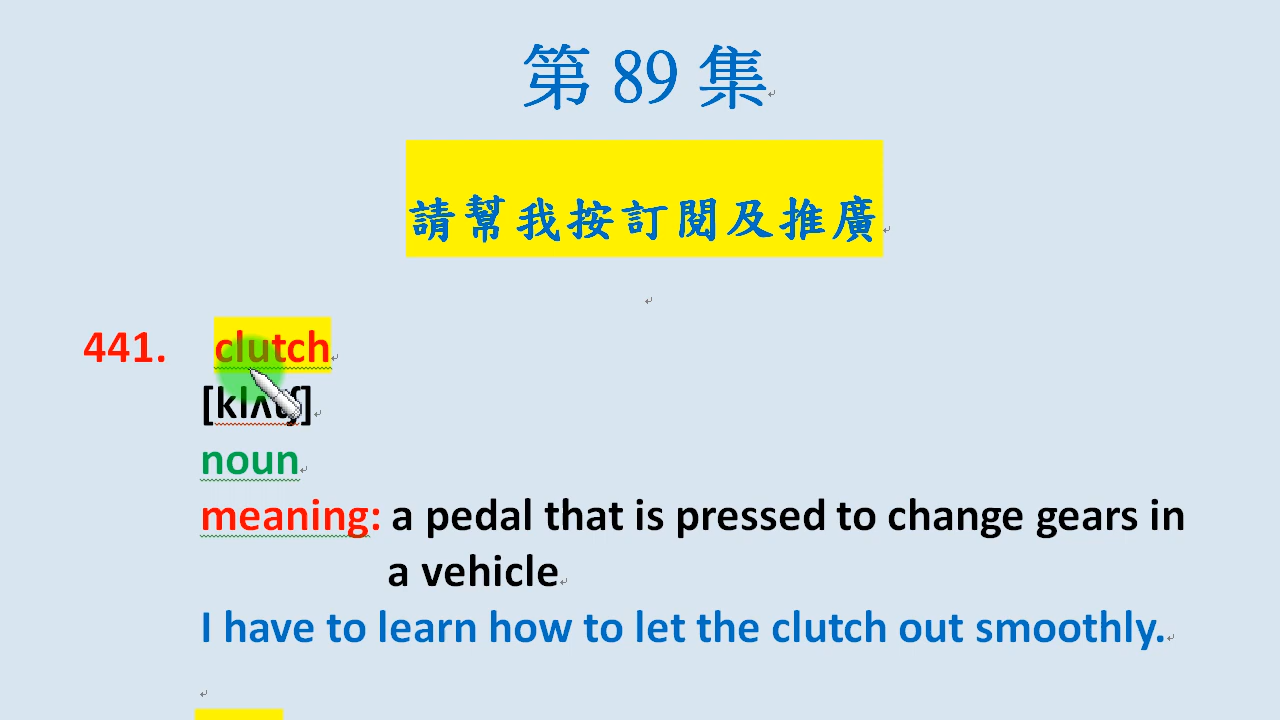 第 89 集
請幫我按訂閱及推廣
441. clutch
[klʌtʃ]
noun
meaning: a pedal that is pressed to change gears in
a vehicle
I have to learn how to let the clutch out smoothly.